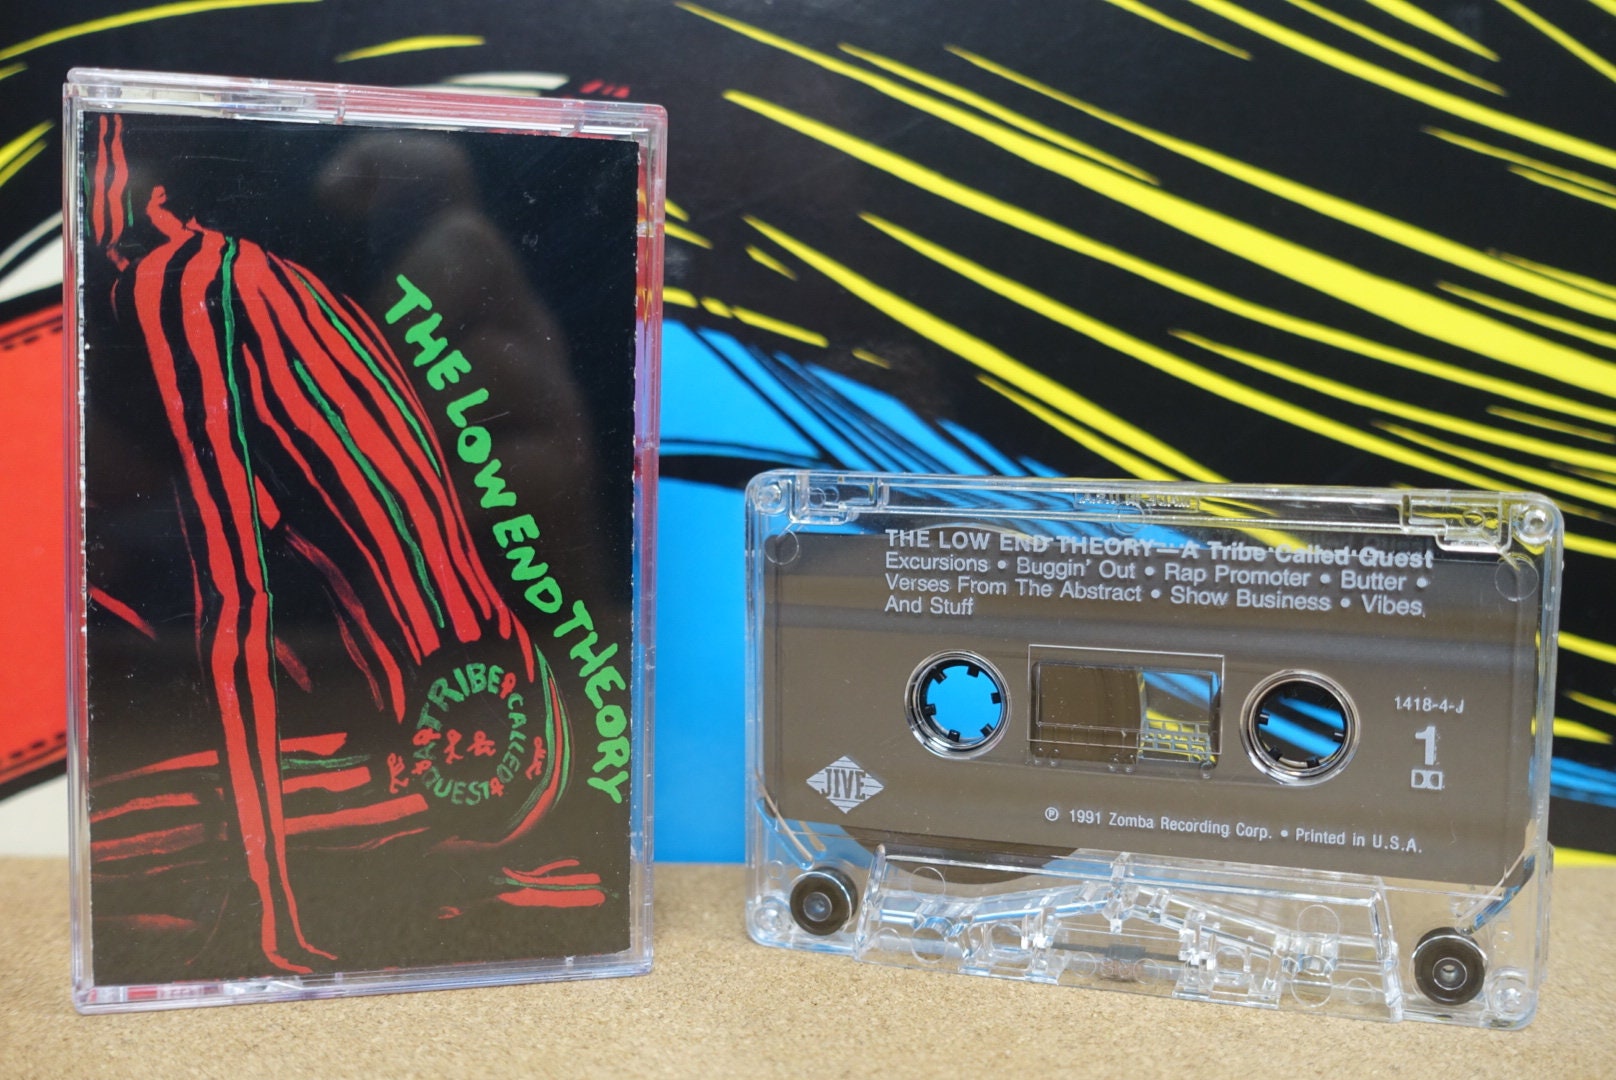 THE LOW END THEORY
A TRIBE CALLED QUEST
THE LOW END THEORY—A Tribe Called Quest
Excursions • Buggin' Out • Rap Promoter • Butter •
Verses From The Abstract • Show Business • Vibes
And Stuff
1418-4-J
1
JIVE
℗ 1991 Zomba Recording Corp. • Printed in U.S.A.